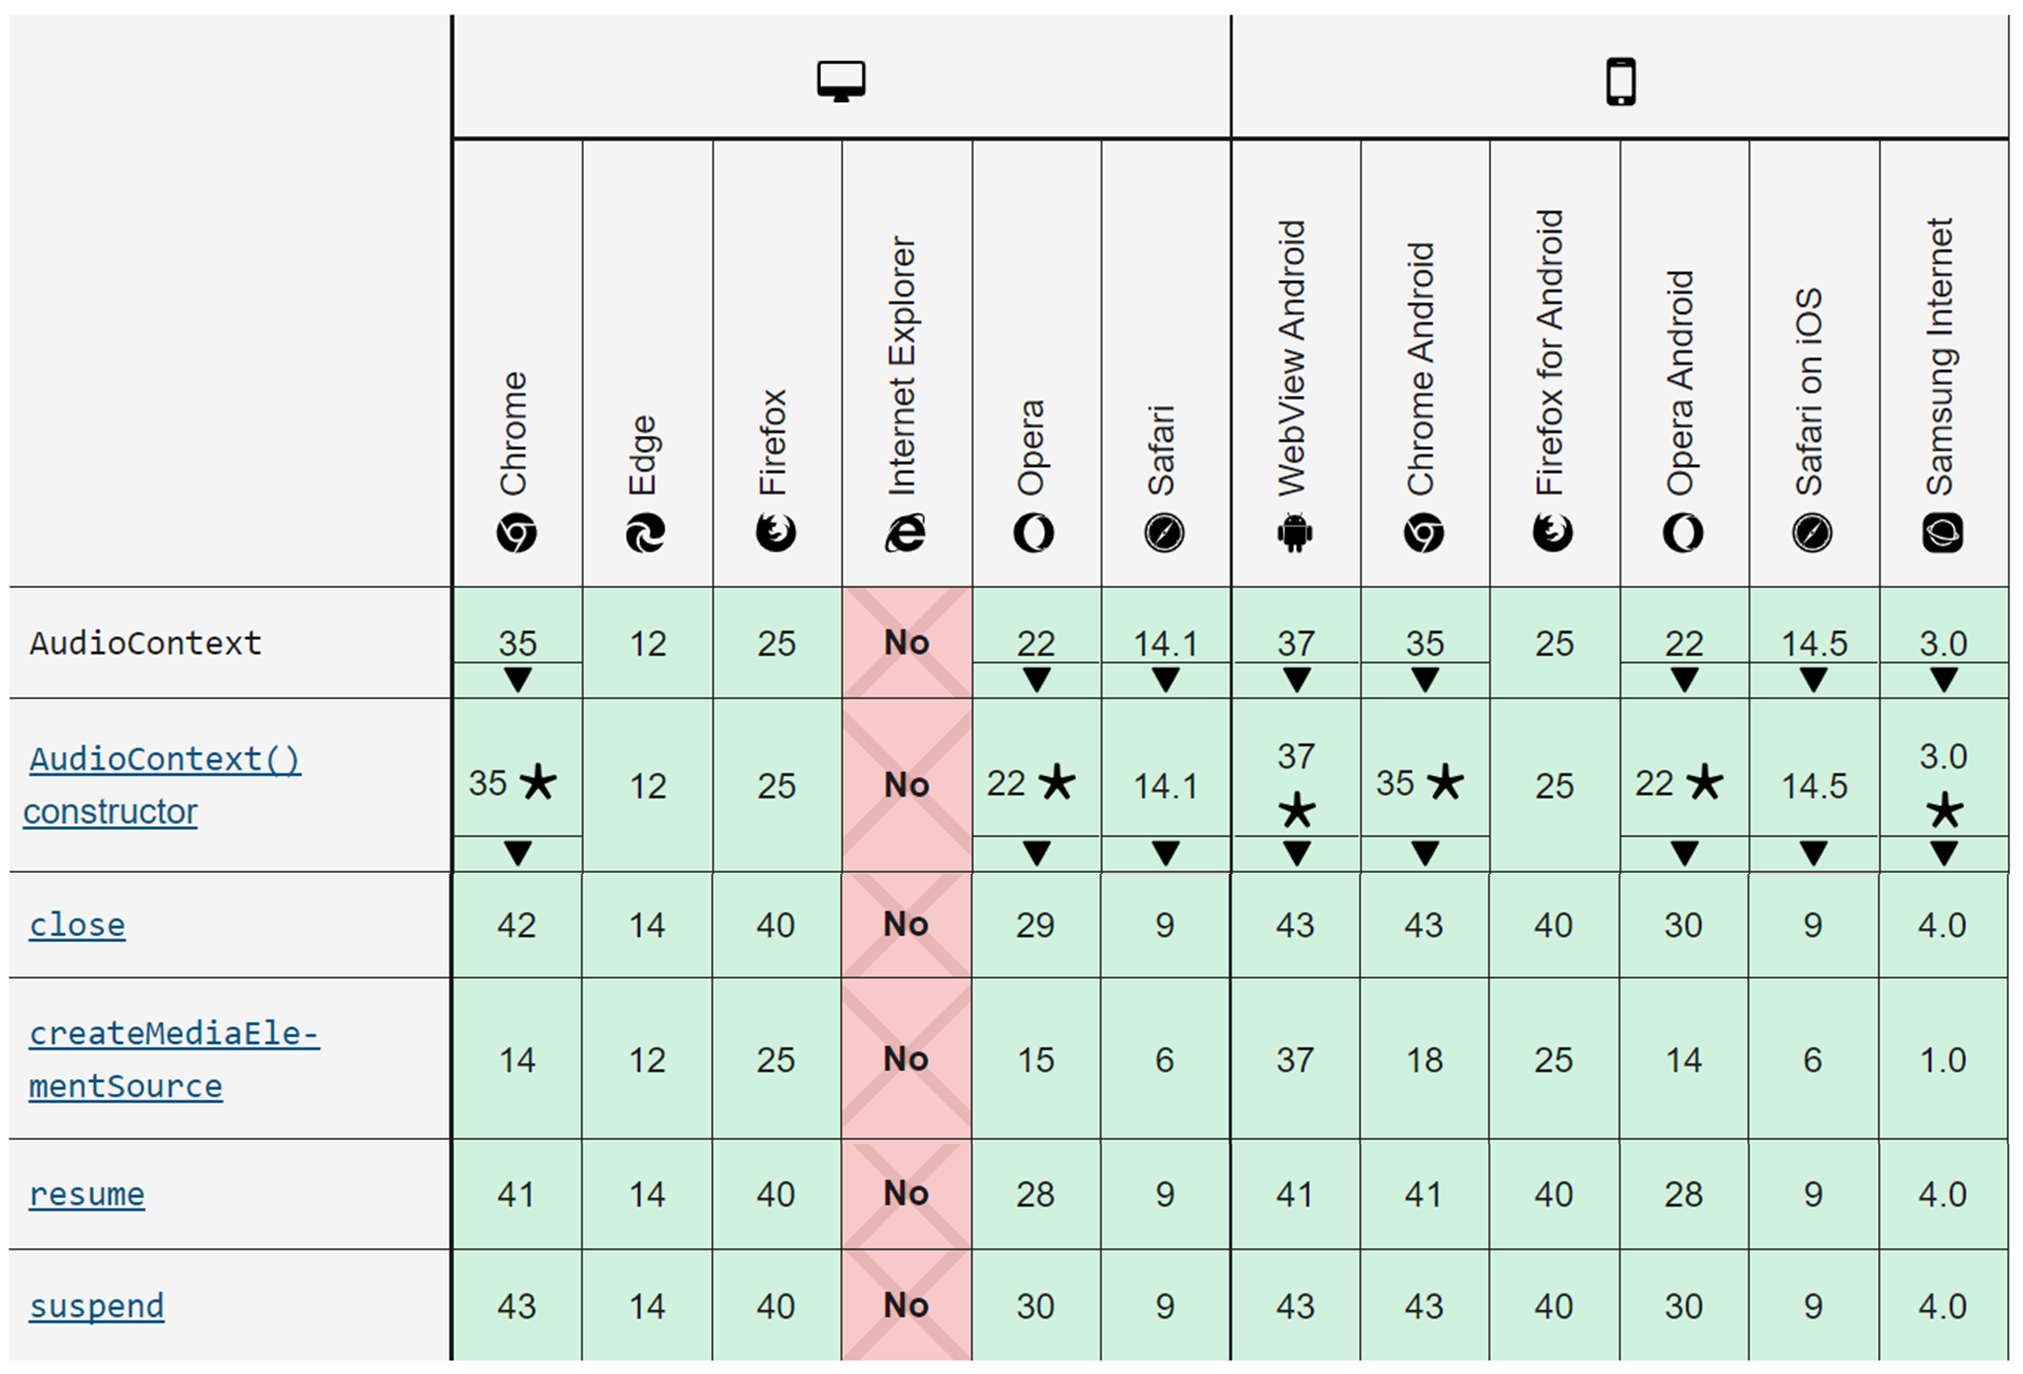 Chrome
Edge
Firefox
Internet Explorer
Opera
Safari
WebView Android
Chrome Android
Firefox for Android
Opera Android
Safari on iOS
Samsung Internet
AudioContext 35 12 25 No 22 14.1 37 35 25 22 14.5 3.0
▼ ▼ ▼ ▼ ▼ ▼ ▼ ▼
AudioContext()
constructor
35 ★ 12 25 No 22 ★ 14.1 37 ★ 35 ★ 25 22 ★ 14.5 3.0 ★
▼ ▼ ▼ ▼ ▼ ▼ ▼ ▼
close 42 14 40 No 29 9 43 43 40 30 9 4.0
createMediaEle-
mentSource
14 12 25 No 15 6 37 18 25 14 6 1.0
resume 41 14 40 No 28 9 41 41 40 28 9 4.0
suspend 43 14 40 No 30 9 43 43 40 30 9 4.0